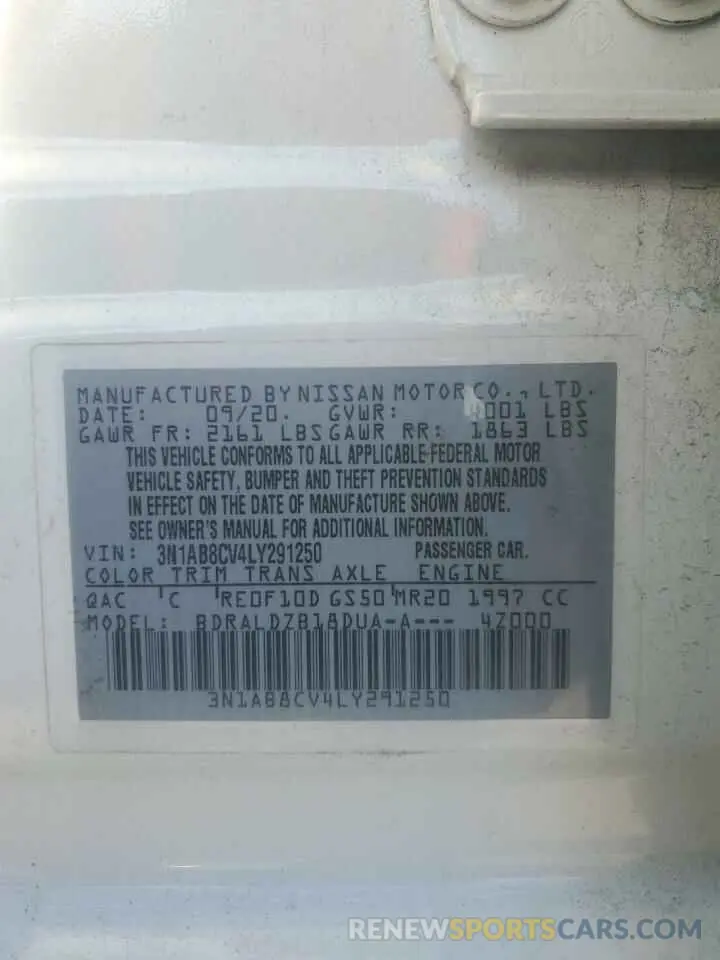 MANUFACTURED BY NISSAN MOTOR CO., LTD.
DATE: 09/20. GVWR: 4001 LBS
GAWR FR: 2161 LBS GAWR RR: 1863 LBS
THIS VEHICLE CONFORMS TO ALL APPLICABLE FEDERAL MOTOR
VEHICLE SAFETY, BUMPER AND THEFT PREVENTION STANDARDS
IN EFFECT ON THE DATE OF MANUFACTURE SHOWN ABOVE.
SEE OWNER'S MANUAL FOR ADDITIONAL INFORMATION.
VIN: 3N1AB8CV4LY291250 PASSENGER CAR.
COLOR TRIM TRANS AXLE ENGINE
QAC C RE0F10D GS50 MR20 1997 CC
MODEL: BDRALDZB18DUA-A--- 4Z000
3N1AB8CV4LY291250
RENEWSPORTSCARS.COM